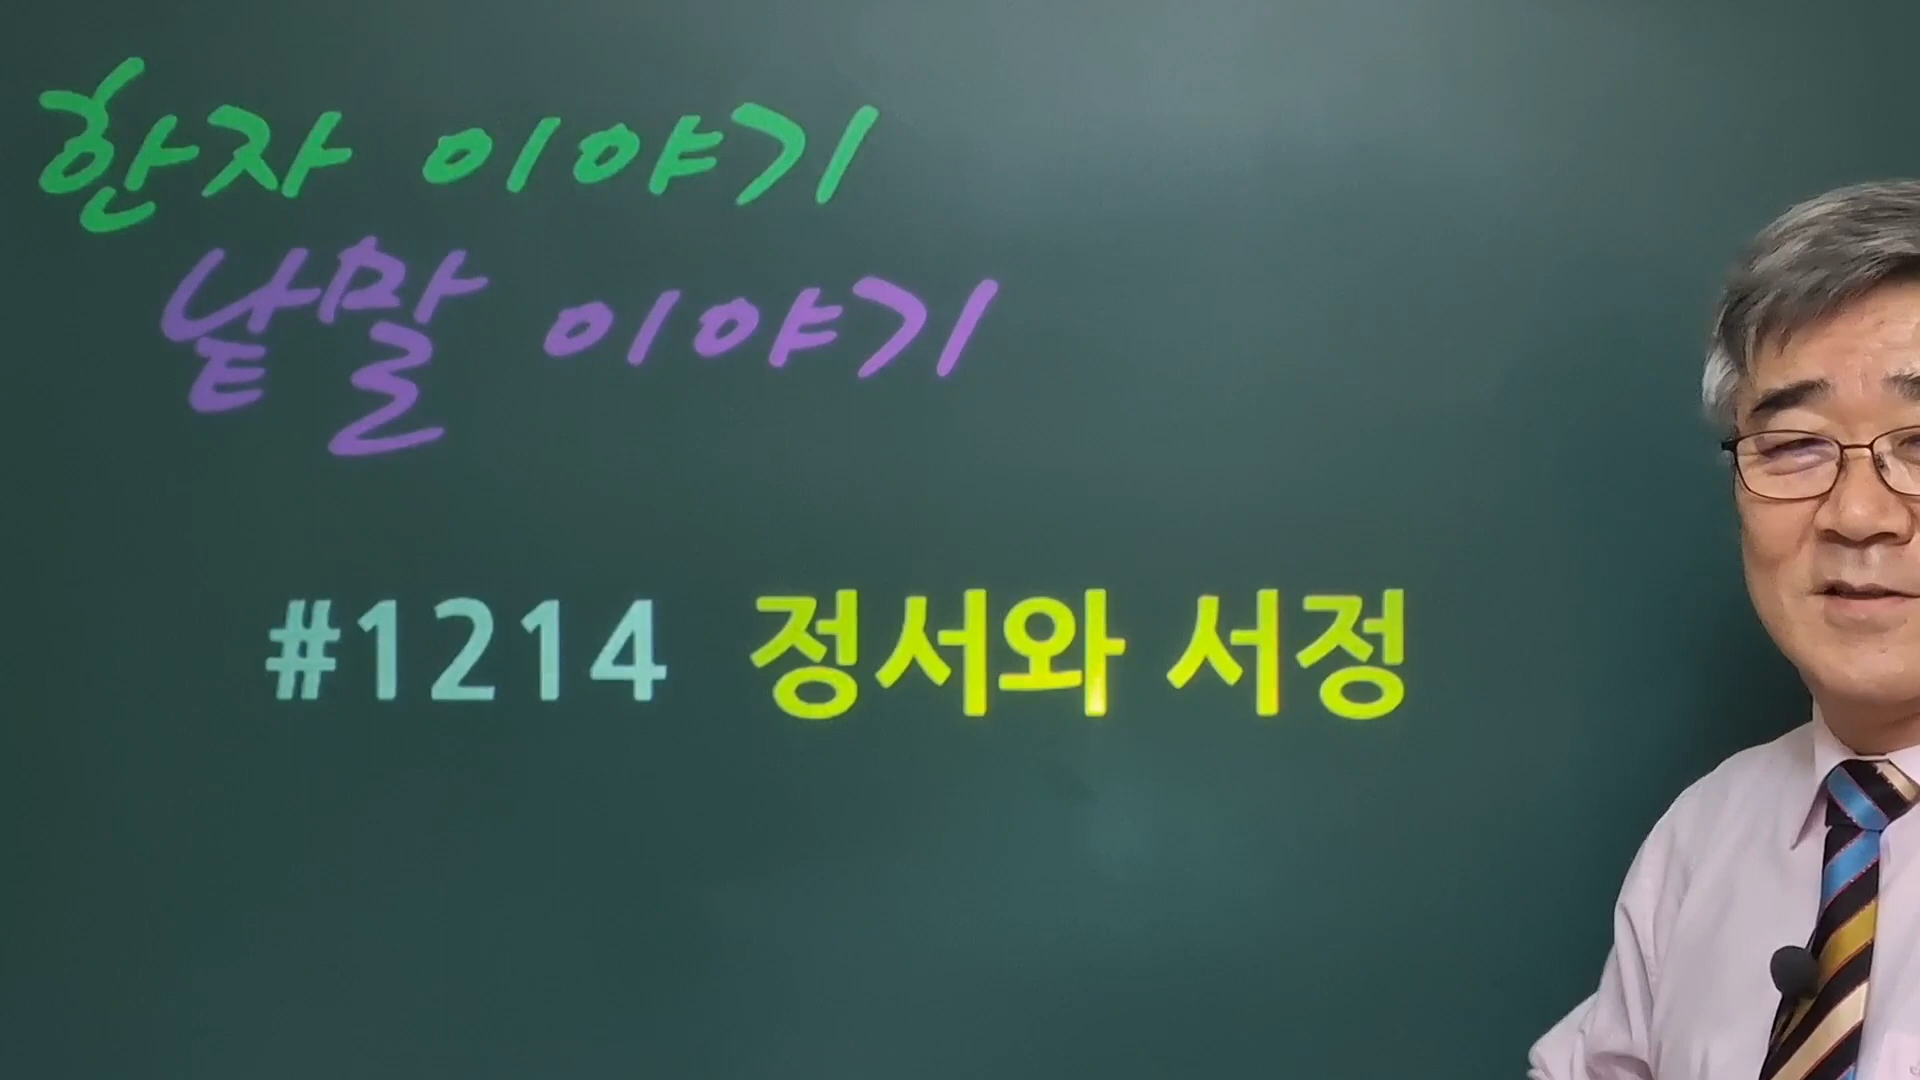 한자 이야기
낱말 이야기
#1214 정서와 서정